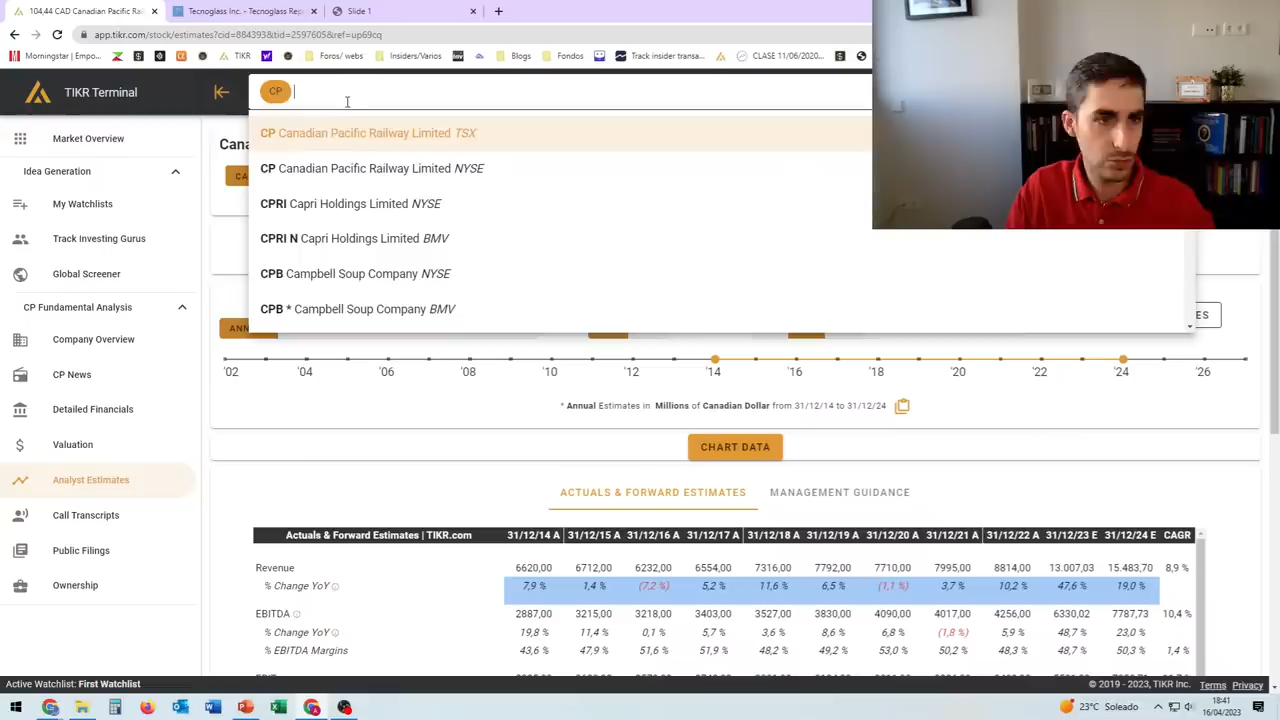 104,44 CAD Canadian Pacific Rai
Tecnoglass Inc. - Tecnoglass Rep
Slide 1
app.tikr.com/stock/estimates?cid=884393&tid=2597605&ref=up69cq
Morningstar | Empo...
TIKR
Foros/ webs
Insiders/Varios
Blogs
Fondos
Track insider transa...
CLASE 11/06/2020...
TIKR Terminal
CP
Market Overview
Idea Generation
My Watchlists
Track Investing Gurus
Global Screener
CP Fundamental Analysis
Company Overview
CP News
Detailed Financials
Valuation
Analyst Estimates
Call Transcripts
Public Filings
Ownership
CP Canadian Pacific Railway Limited TSX
CP Canadian Pacific Railway Limited NYSE
CPRI Capri Holdings Limited NYSE
CPRI N Capri Holdings Limited BMV
CPB Campbell Soup Company NYSE
CPB * Campbell Soup Company BMV
Cana
CA
ES
ANN
'02 '04 '06 '08 '10 '12 '14 '16 '18 '20 '22 '24 '26
* Annual Estimates in Millions of Canadian Dollar from 31/12/14 to 31/12/24
CHART DATA
ACTUALS & FORWARD ESTIMATES MANAGEMENT GUIDANCE
Actuals & Forward Estimates | TIKR.com 31/12/14 A 31/12/15 A 31/12/16 A 31/12/17 A 31/12/18 A 31/12/19 A 31/12/20 A 31/12/21 A 31/12/22 A 31/12/23 E 31/12/24 E CAGR
Revenue 6620,00 6712,00 6232,00 6554,00 7316,00 7792,00 7710,00 7995,00 8814,00 13.007,03 15.483,70 8,9 %
% Change YoY 7,9 % 1,4 % (7,2 %) 5,2 % 11,6 % 6,5 % (1,1 %) 3,7 % 10,2 % 47,6 % 19,0 %
EBITDA 2887,00 3215,00 3218,00 3403,00 3527,00 3830,00 4090,00 4017,00 4256,00 6330,02 7787,73 10,4 %
% Change YoY 19,8 % 11,4 % 0,1 % 5,7 % 3,6 % 8,6 % 6,8 % (1,8 %) 5,9 % 48,7 % 23,0 %
% EBITDA Margins 43,6 % 47,9 % 51,6 % 51,9 % 48,2 % 49,2 % 53,0 % 50,2 % 48,3 % 48,7 % 50,3 % 1,4 %
Active Watchlist: First Watchlist
© 2019 - 2023, TIKR Inc. Terms Privacy
23°C Soleado
18:41
16/04/2023